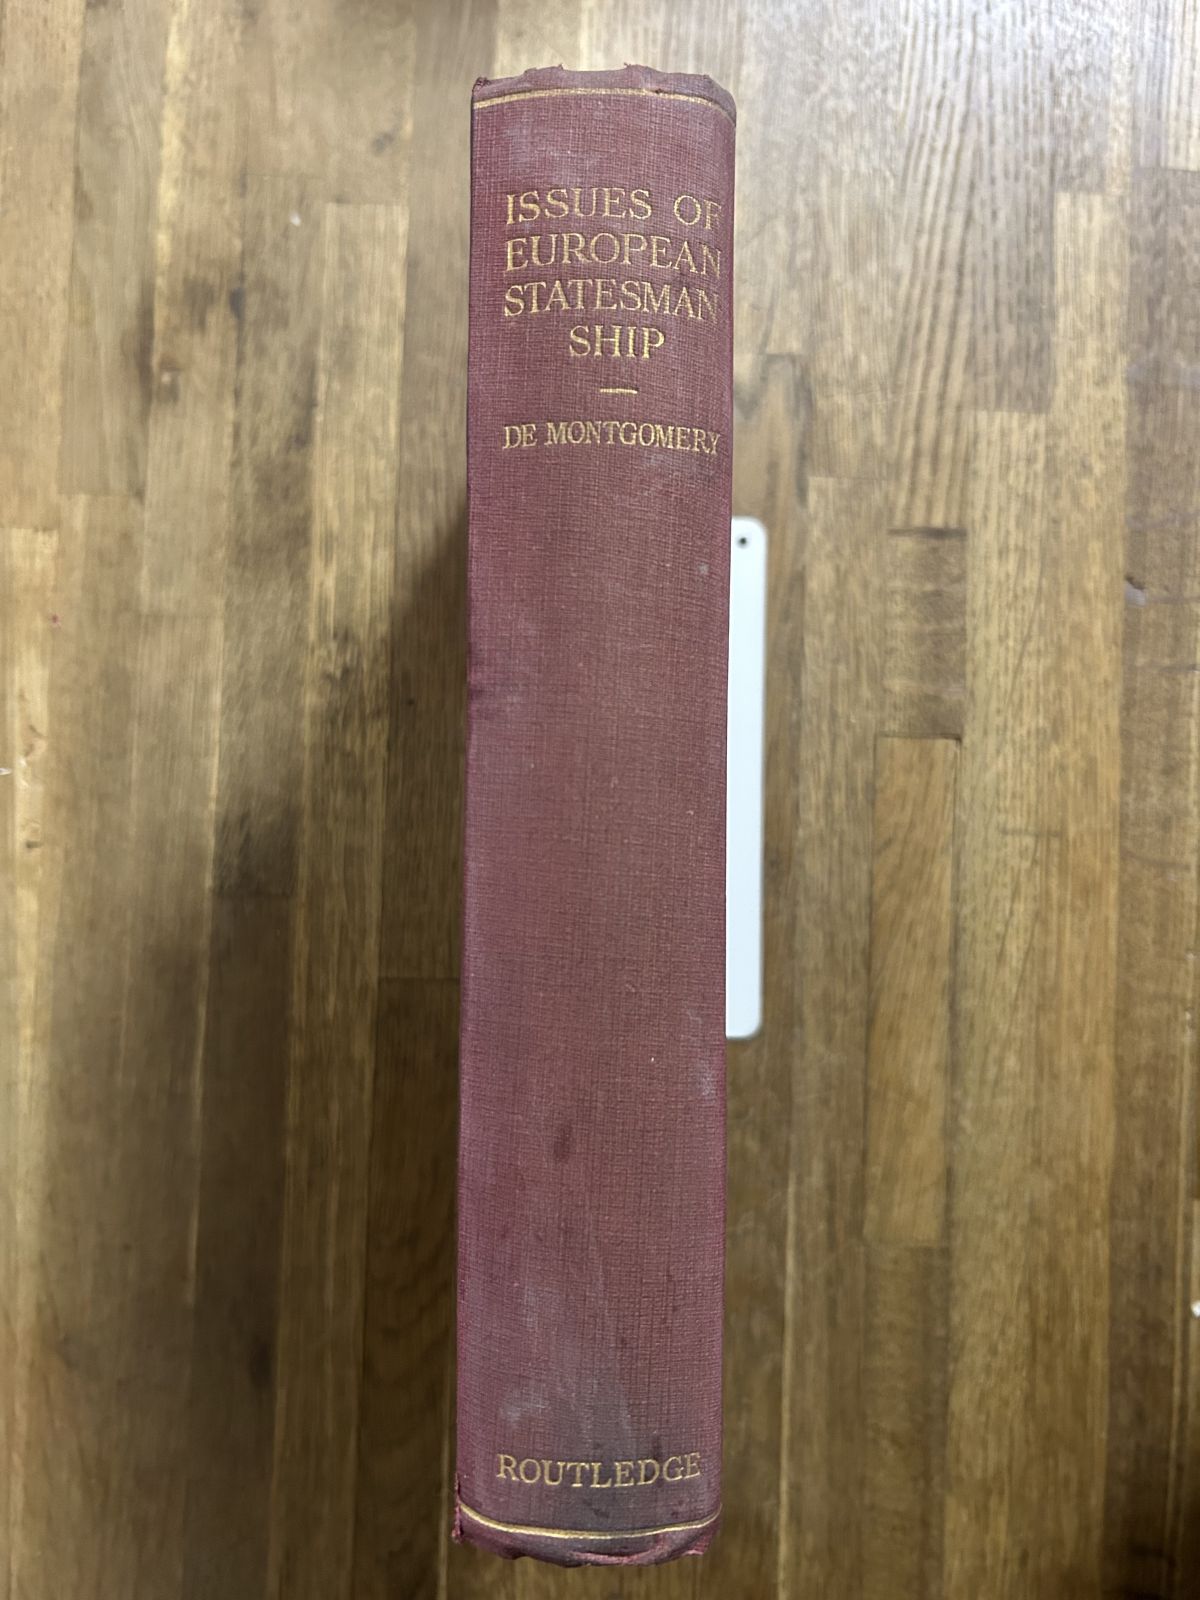 ISSUES OF
EUROPEAN
STATESMAN
SHIP
DE MONTGOMERY
ROUTLEDGE